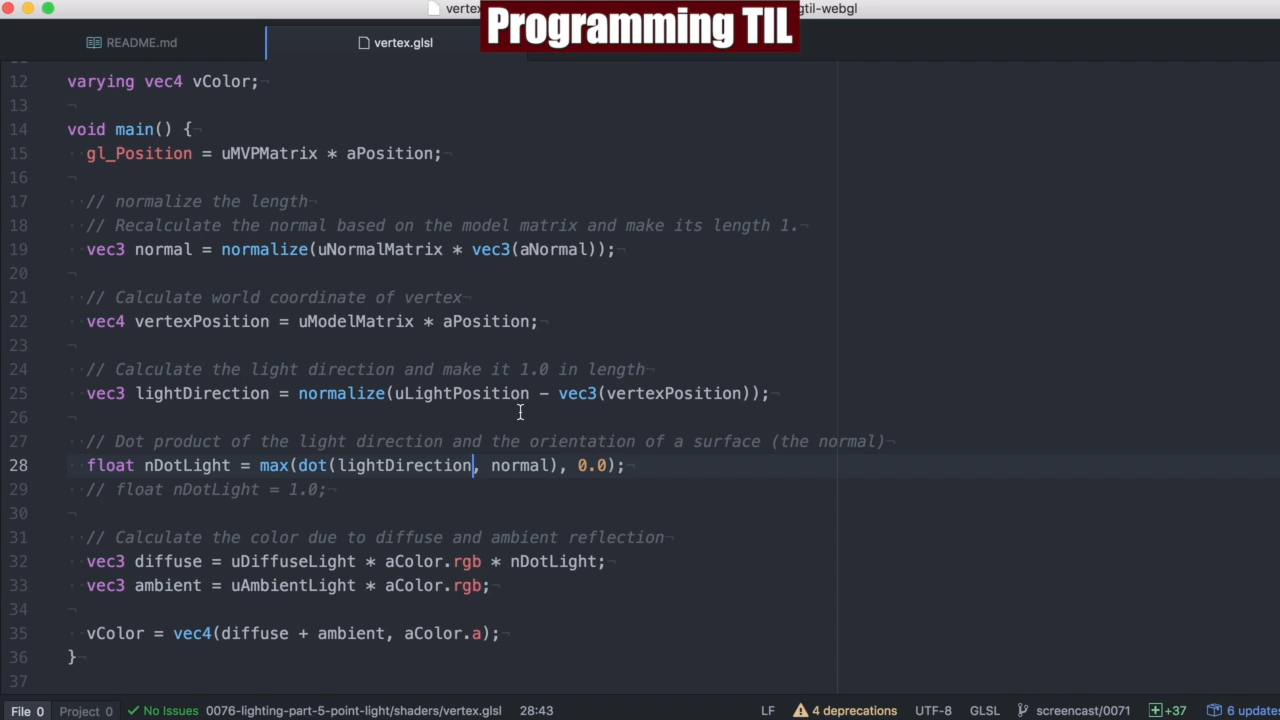 vertex
gtil-webgl
Programming TIL
README.md
vertex.glsl
12 varying vec4 vColor;
13
14 void main() {
15 gl_Position = uMVPMatrix * aPosition;
16
17 // normalize the length
18 // Recalculate the normal based on the model matrix and make its length 1.
19 vec3 normal = normalize(uNormalMatrix * vec3(aNormal));
20
21 // Calculate world coordinate of vertex
22 vec4 vertexPosition = uModelMatrix * aPosition;
23
24 // Calculate the light direction and make it 1.0 in length
25 vec3 lightDirection = normalize(uLightPosition - vec3(vertexPosition));
26
27 // Dot product of the light direction and the orientation of a surface (the normal)
28 float nDotLight = max(dot(lightDirection, normal), 0.0);
29 // float nDotLight = 1.0;
30
31 // Calculate the color due to diffuse and ambient reflection
32 vec3 diffuse = uDiffuseLight * aColor.rgb * nDotLight;
33 vec3 ambient = uAmbientLight * aColor.rgb;
34
35 vColor = vec4(diffuse + ambient, aColor.a);
36 }
37
File 0 Project 0 No Issues 0076-lighting-part-5-point-light/shaders/vertex.glsl 28:43 LF 4 deprecations UTF-8 GLSL screencast/0071 +37 6 updates